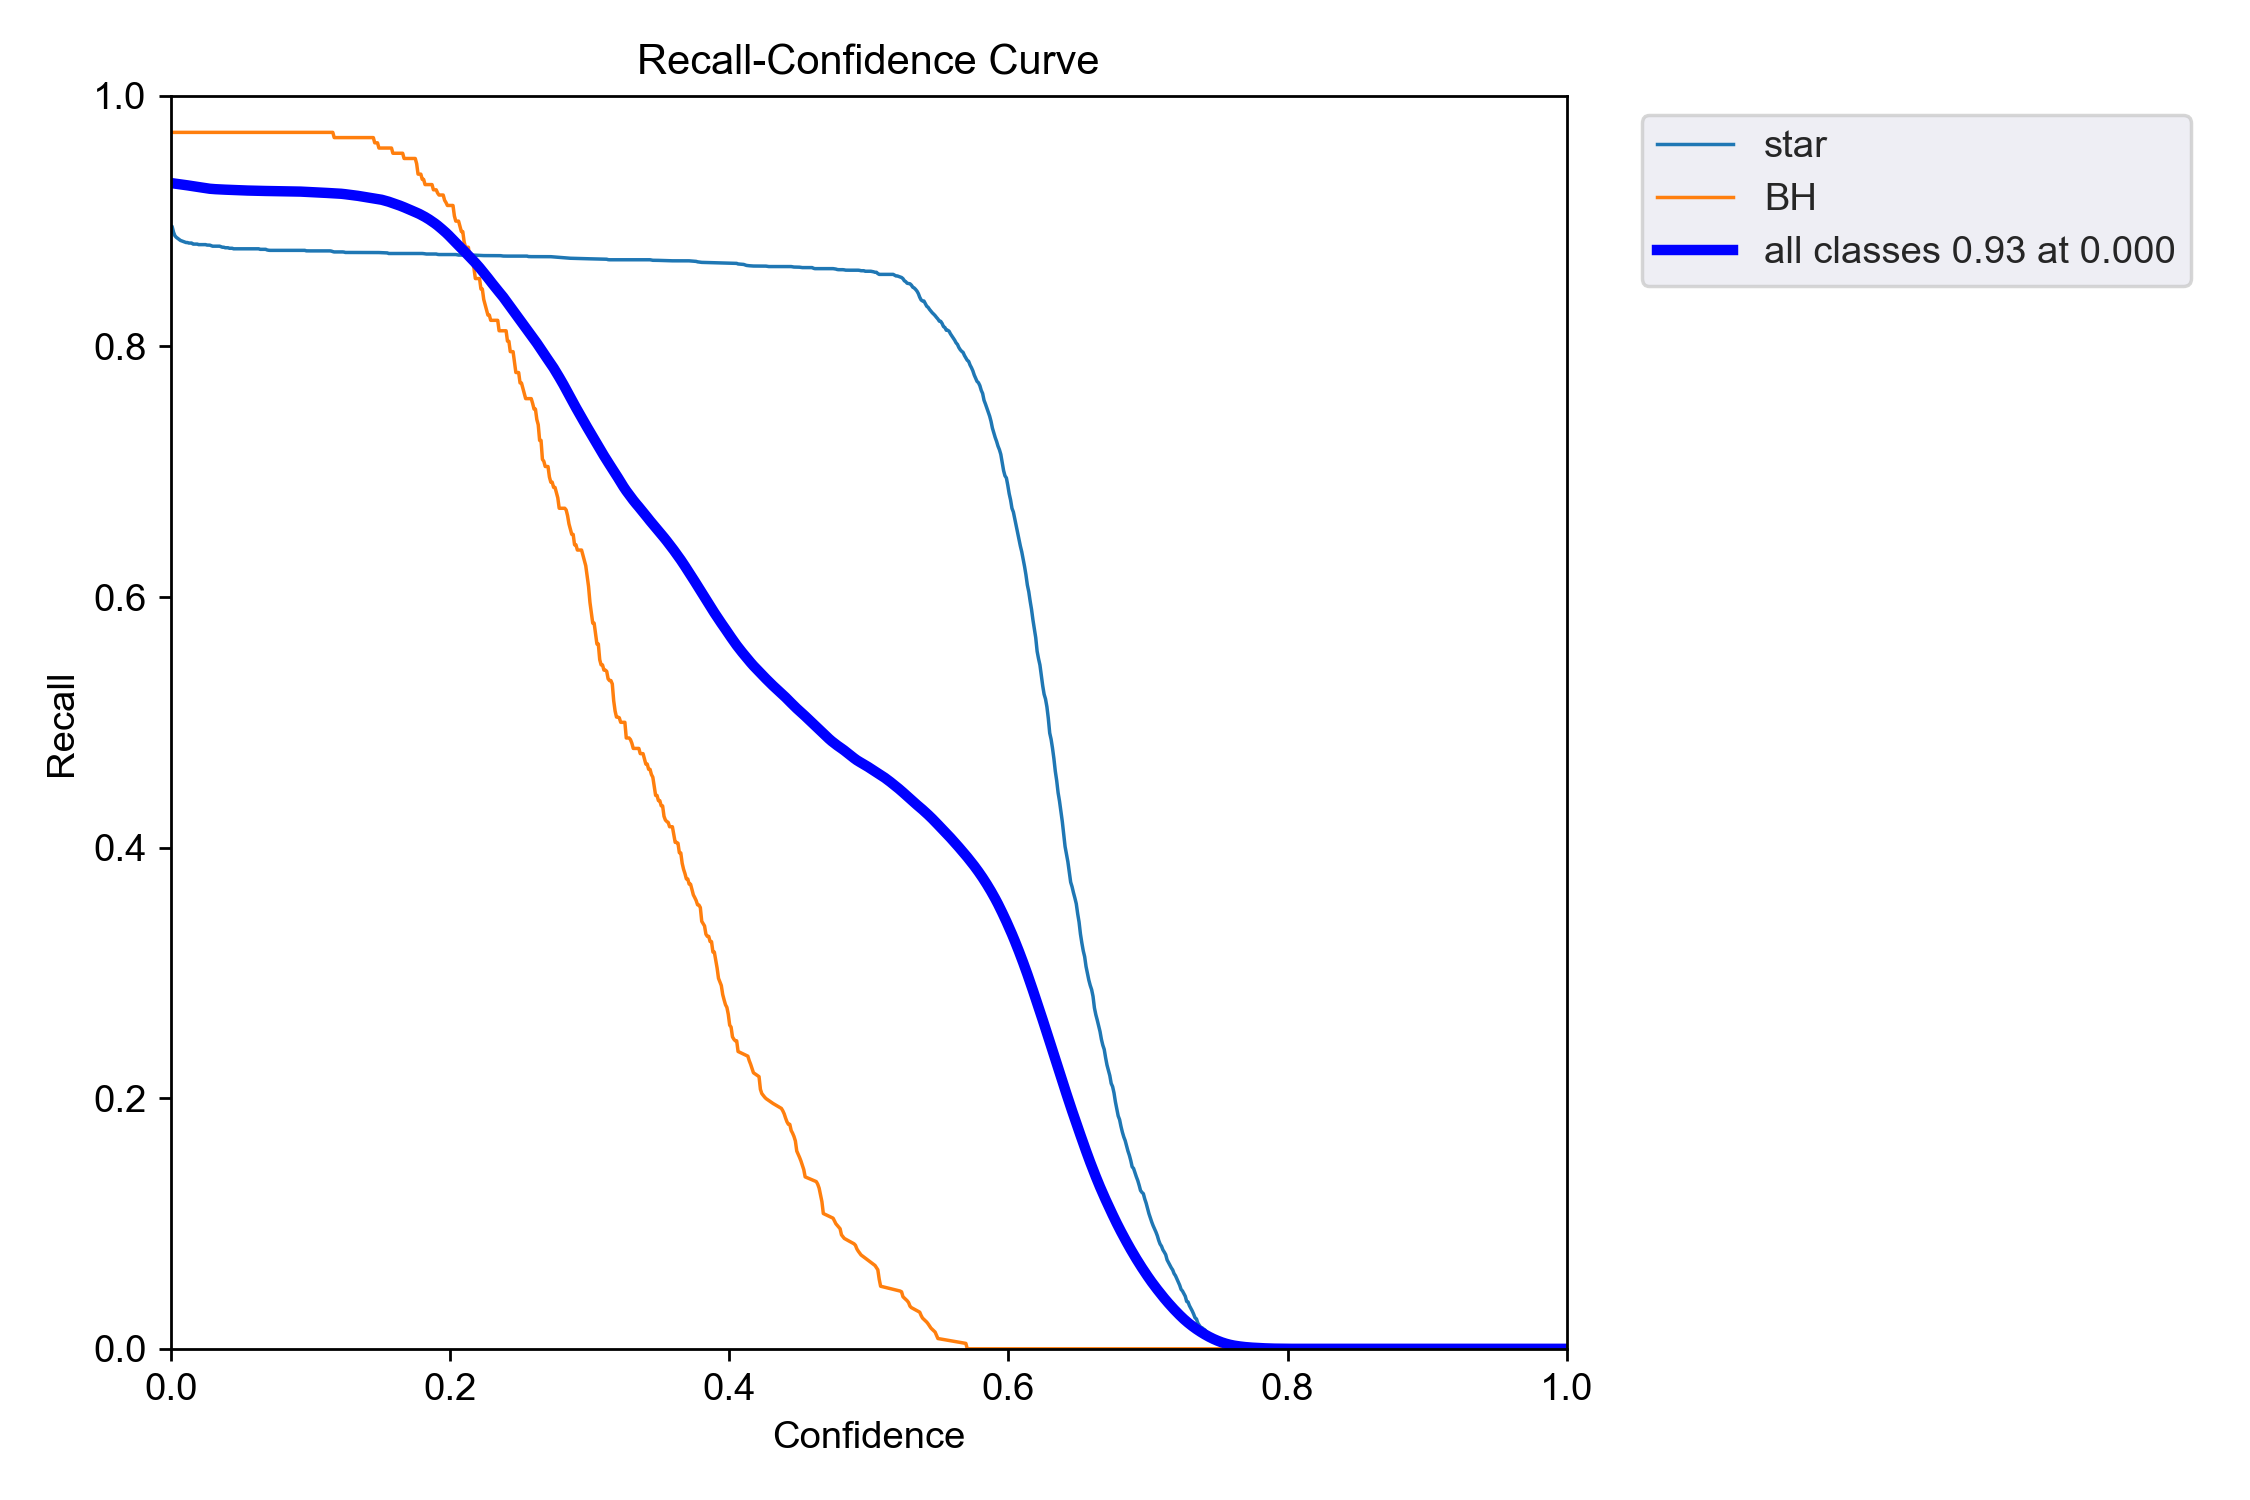 Recall-Confidence Curve
1.0
0.8
0.6
0.4
0.2
0.0
Recall
0.0 0.2 0.4 0.6 0.8 1.0
Confidence
star
BH
all classes 0.93 at 0.000